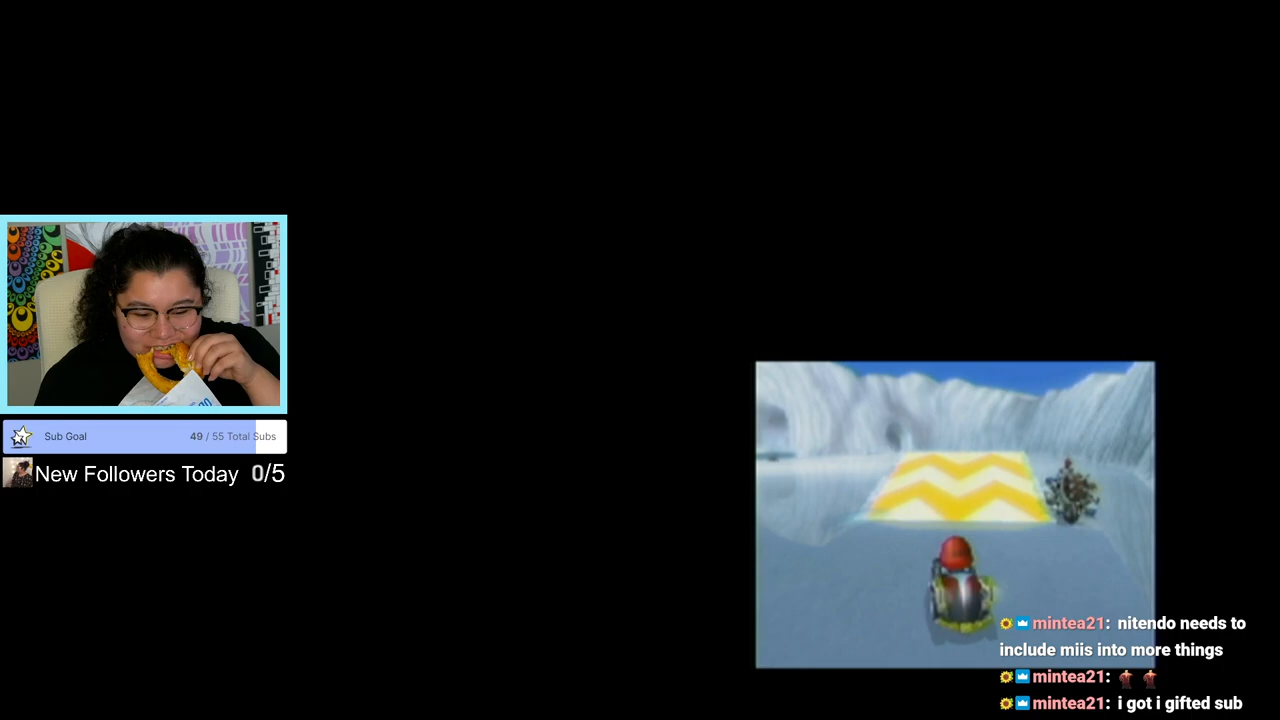 Sub Goal 49 / 55 Total Subs
New Followers Today 0/5
mintea21: nitendo needs to
include miis into more things
mintea21:
mintea21: i got i gifted sub